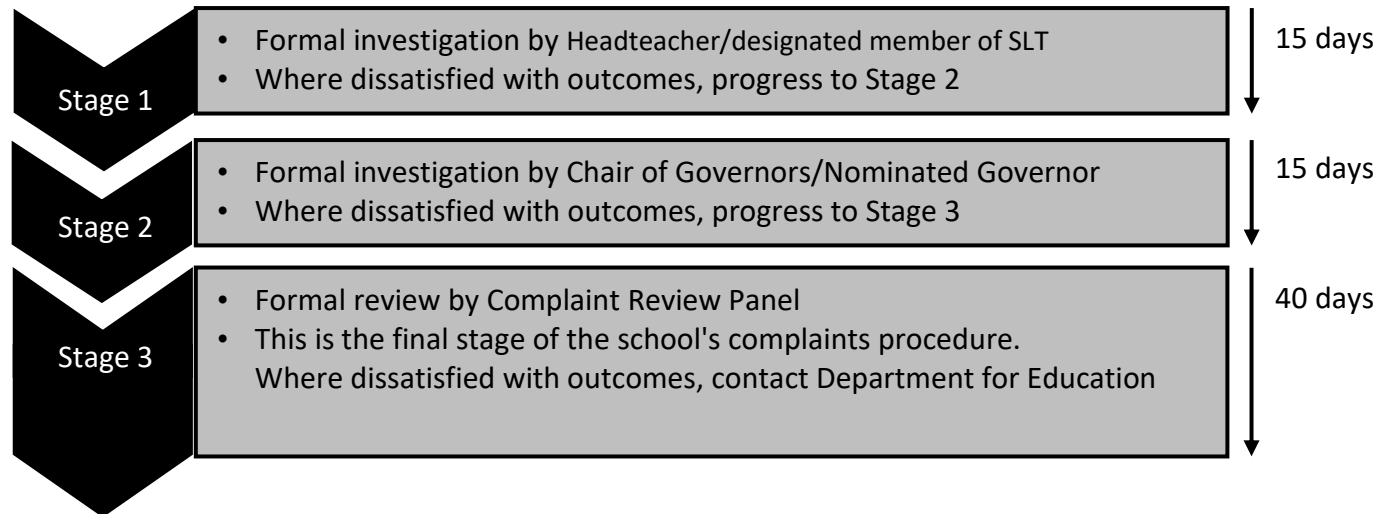 Stage 1
• Formal investigation by Headteacher/designated member of SLT
• Where dissatisfied with outcomes, progress to Stage 2
15 days
Stage 2
• Formal investigation by Chair of Governors/Nominated Governor
• Where dissatisfied with outcomes, progress to Stage 3
15 days
Stage 3
• Formal review by Complaint Review Panel
• This is the final stage of the school's complaints procedure.
Where dissatisfied with outcomes, contact Department for Education
40 days